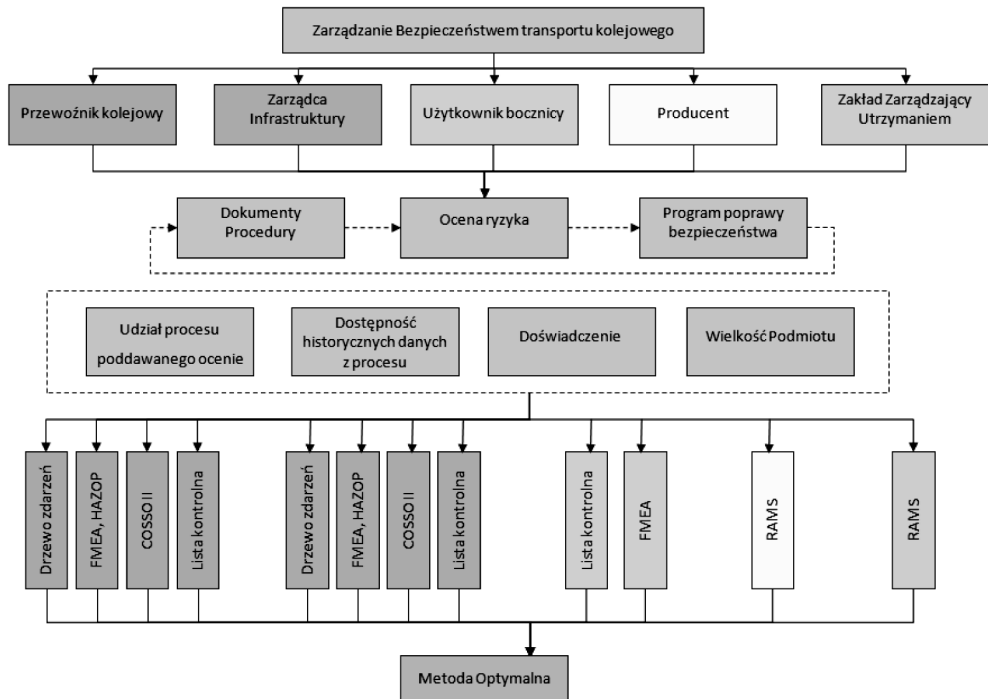 Zarządzanie Bezpieczeństwem transportu kolejowego
Przewoźnik kolejowy
Zarządca
Infrastruktury
Użytkownik bocznicy
Producent
Zakład Zarządzający
Utrzymaniem
Dokumenty
Procedury
Ocena ryzyka
Program poprawy
bezpieczeństwa
Udział procesu
poddawanego ocenie
Dostępność
historycznych danych
z procesu
Doświadczenie
Wielkość Podmiotu
Drzewo zdarzeń
FMEA, HAZOP
COSSO II
Lista kontrolna
Drzewo zdarzeń
FMEA, HAZOP
COSSO II
Lista kontrolna
Lista kontrolna
FMEA
RAMS
RAMS
Metoda Optymalna